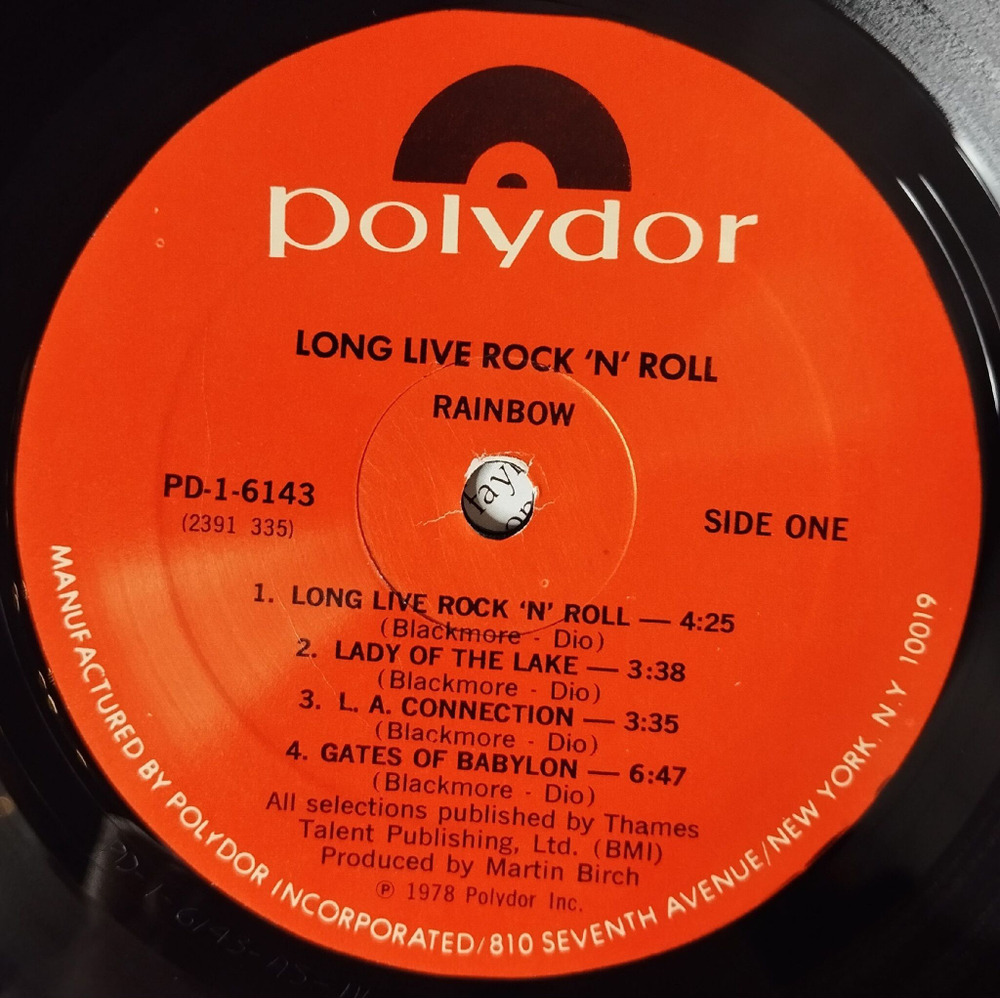 polydor
LONG LIVE ROCK 'N' ROLL
RAINBOW
PD-1-6143
(2391 335)
SIDE ONE
1. LONG LIVE ROCK 'N' ROLL — 4:25
(Blackmore - Dio)
2. LADY OF THE LAKE — 3:38
(Blackmore - Dio)
3. L. A. CONNECTION — 3:35
(Blackmore - Dio)
4. GATES OF BABYLON — 6:47
(Blackmore - Dio)
All selections published by Thames
Talent Publishing, Ltd. (BMI)
Produced by Martin Birch
℗ 1978 Polydor Inc.
MANUFACTURED BY POLYDOR INCORPORATED/810 SEVENTH AVENUE/NEW YORK. N.Y 10019